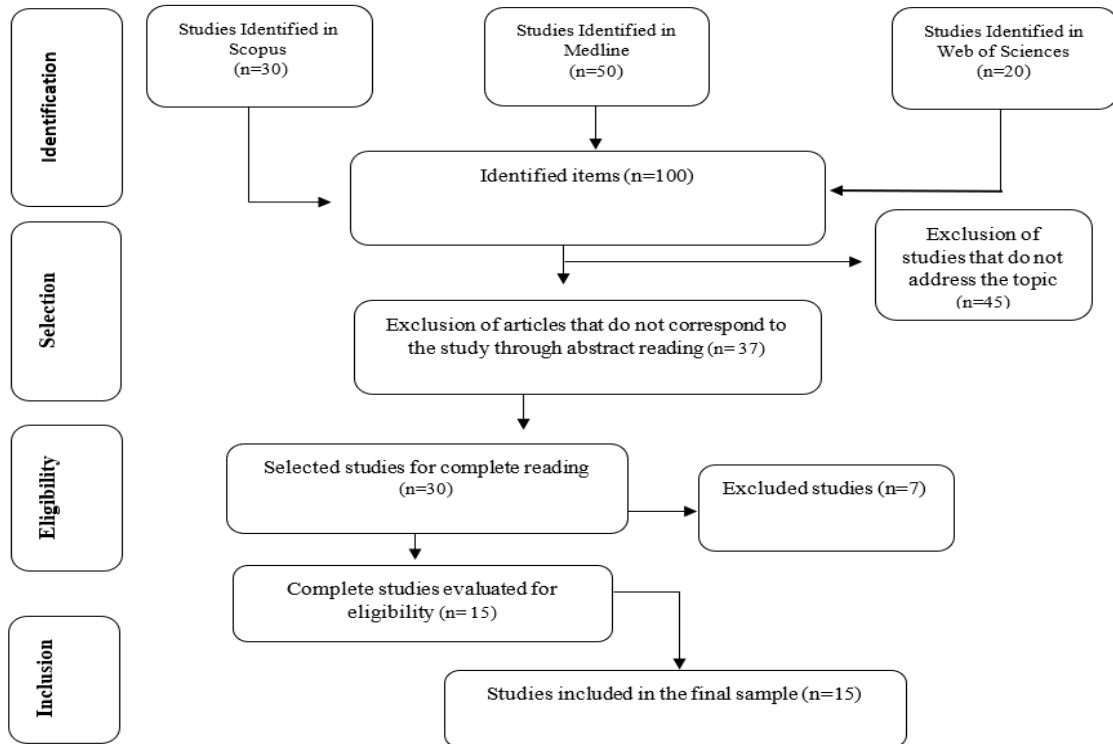 Identification
Studies Identified in
Scopus
(n=30)
Studies Identified in
Medline
(n=50)
Studies Identified in
Web of Sciences
(n=20)
Identified items (n=100)
Selection
Exclusion of
studies that do not
address the topic
(n=45)
Exclusion of articles that do not correspond to
the study through abstract reading (n= 37)
Eligibility
Selected studies for complete reading
(n=30)
Excluded studies (n=7)
Complete studies evaluated for
eligibility (n= 15)
Inclusion
Studies included in the final sample (n=15)